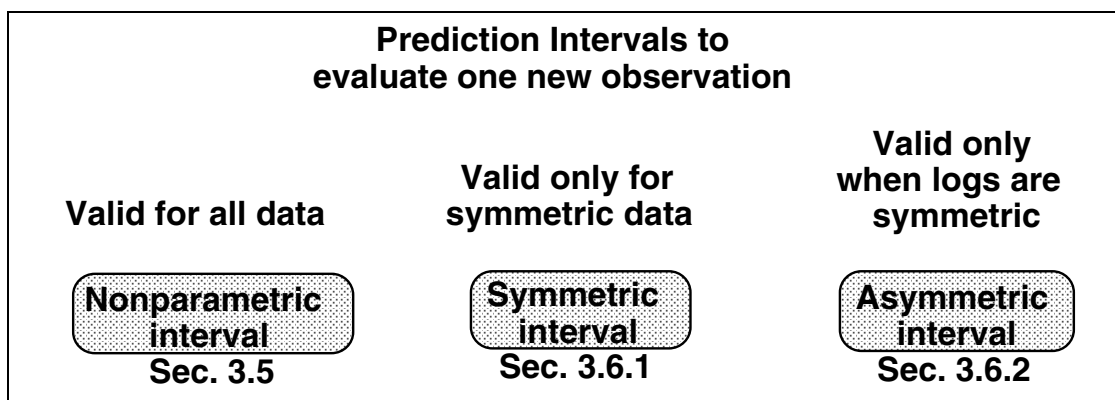 Prediction Intervals to
evaluate one new observation
Valid for all data
Nonparametric
interval
Sec. 3.5
Valid only for
symmetric data
Symmetric
interval
Sec. 3.6.1
Valid only
when logs are
symmetric
Asymmetric
interval
Sec. 3.6.2